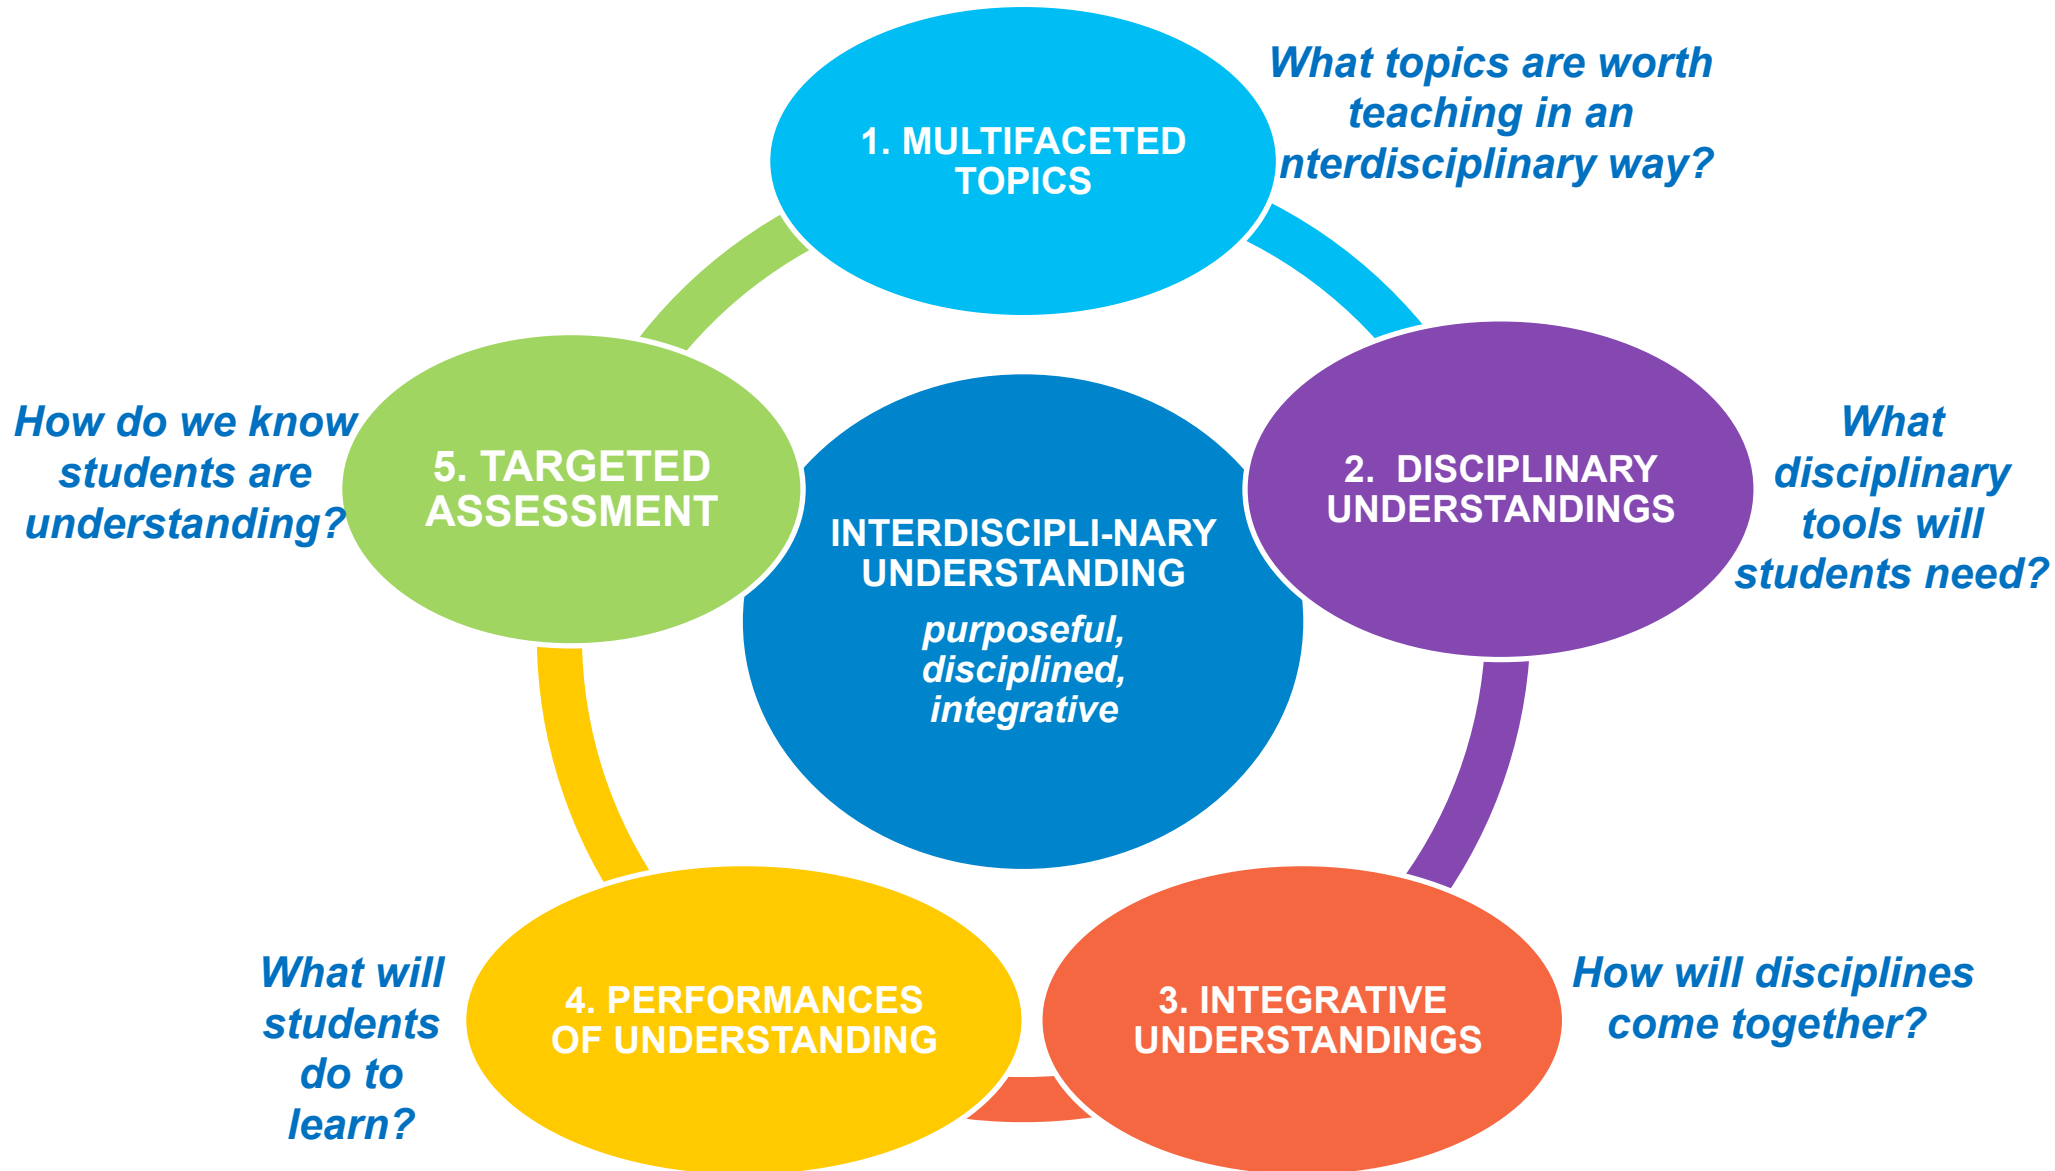 1. MULTIFACETED
TOPICS
What topics are worth
teaching in an
nterdisciplinary way?
2. DISCIPLINARY
UNDERSTANDINGS
What
disciplinary
tools will
students need?
3. INTEGRATIVE
UNDERSTANDINGS
How will disciplines
come together?
4. PERFORMANCES
OF UNDERSTANDING
What will
students
do to
learn?
5. TARGETED
ASSESSMENT
How do we know
students are
understanding?
INTERDISCIPLI-NARY
UNDERSTANDING
purposeful,
disciplined,
integrative